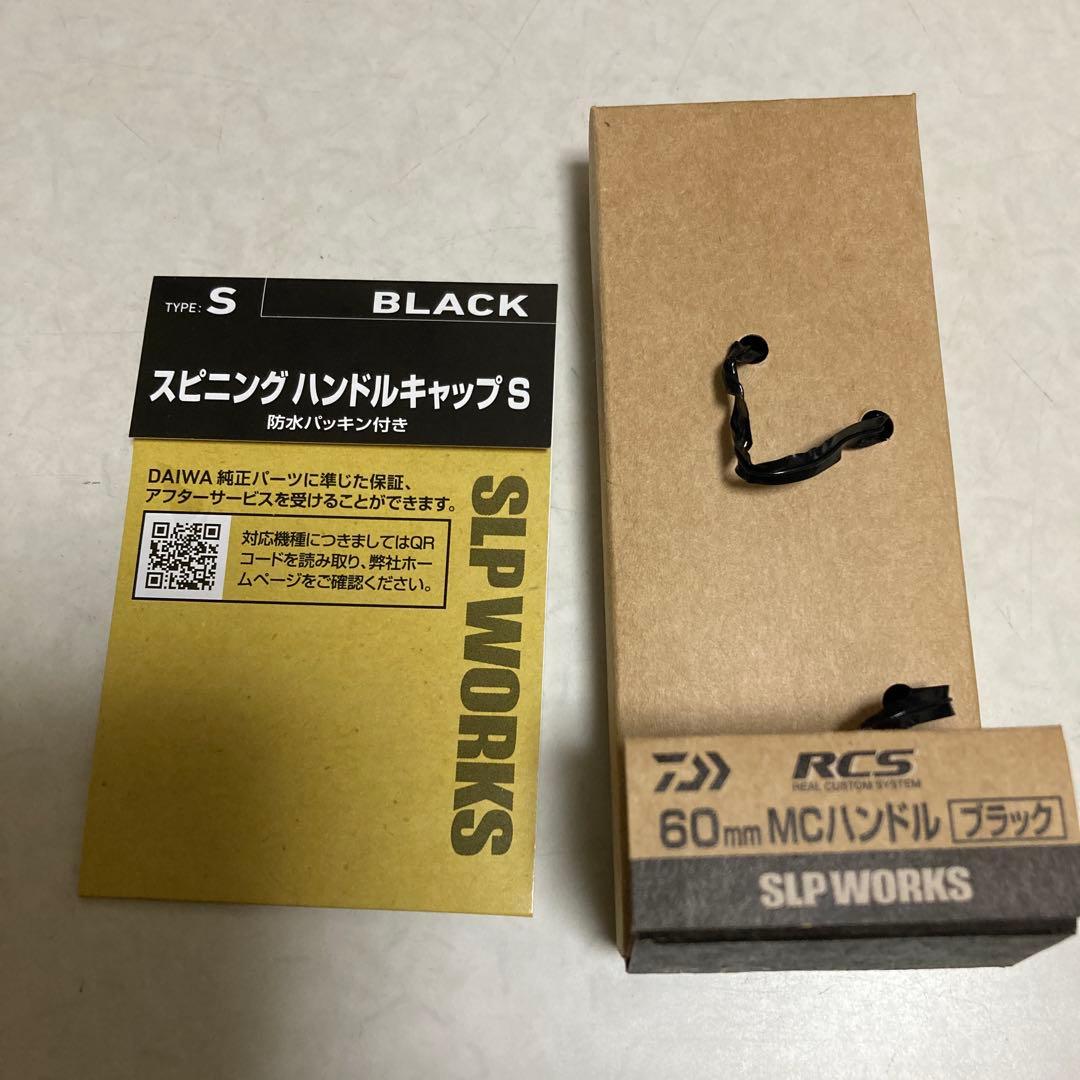 TYPE: S BLACK
スピニング ハンドルキャップ S
防水パッキン付き
DAIWA 純正パーツに準じた保証、
アフターサービスを受けることができます。
対応機種につきましてはQR
コードを読み取り、弊社ホー
ムページをご確認ください。
SLP WORKS
RCS
REAL CUSTOM SYSTEM
60mm MCハンドル ブラック
SLP WORKS